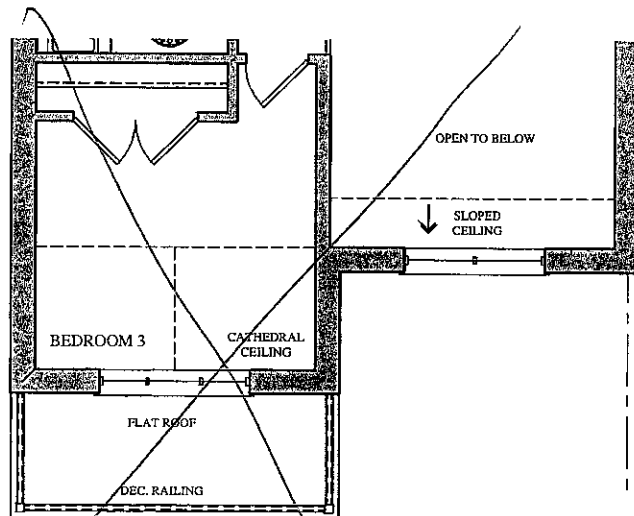 OPEN TO BELOW
SLOPED
CEILING
BEDROOM 3
CATHEDRAL
CEILING
FLAT ROOF
DEC. RAILING